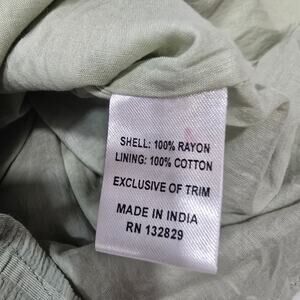 SHELL: 100% RAYON
LINING: 100% COTTON
EXCLUSIVE OF TRIM
MADE IN INDIA
RN 132829